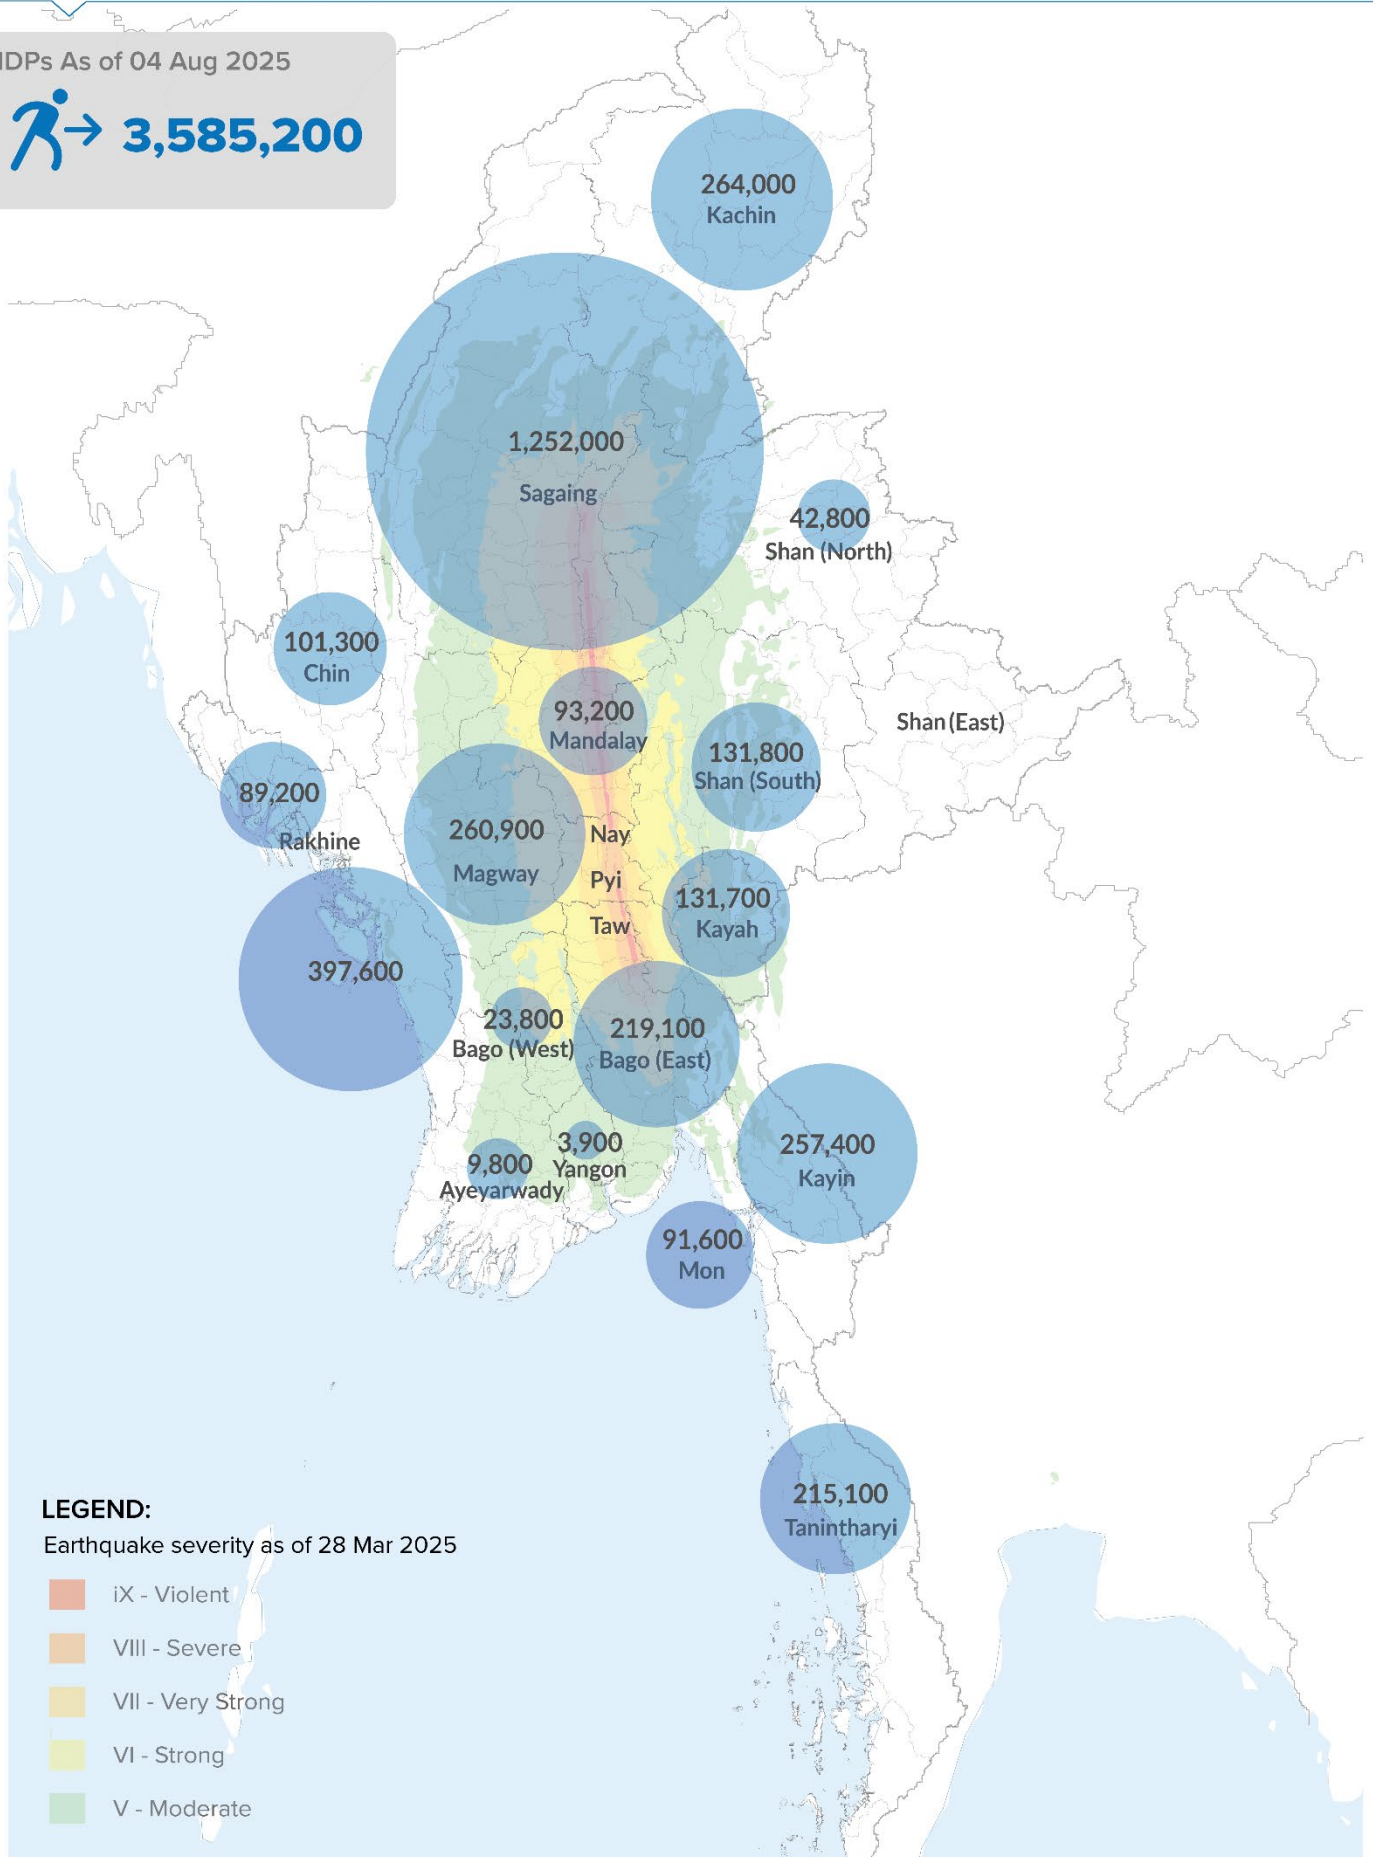 IDPs As of 04 Aug 2025
3,585,200
264,000
Kachin
1,252,000
Sagaing
42,800
Shan (North)
101,300
Chin
93,200
Mandalay
131,800
Shan (South)
Shan (East)
89,200
Rakhine
260,900
Magway
Nay
Pyi
Taw
131,700
Kayah
397,600
23,800
Bago (West)
219,100
Bago (East)
3,900
Yangon
9,800
Ayeyarwady
257,400
Kayin
91,600
Mon
215,100
Tanintharyi
LEGEND:
Earthquake severity as of 28 Mar 2025
iX - Violent
VIII - Severe
VII - Very Strong
VI - Strong
V - Moderate